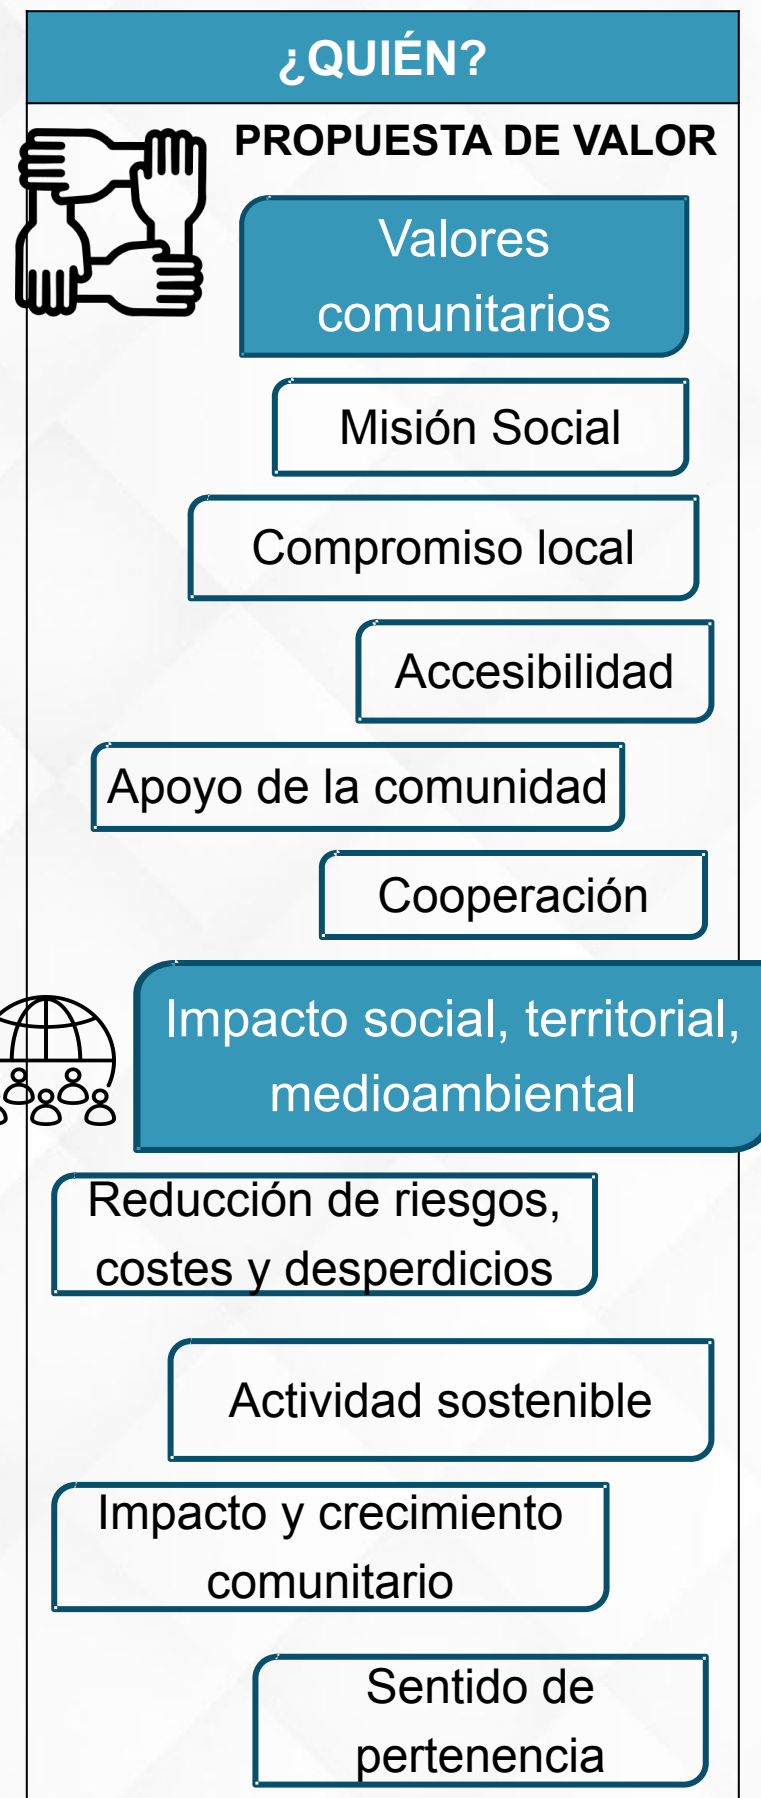 ¿QUIÉN?
PROPUESTA DE VALOR
Valores
comunitarios
Misión Social
Compromiso local
Accesibilidad
Apoyo de la comunidad
Cooperación
Impacto social, territorial,
medioambiental
Reducción de riesgos,
costes y desperdicios
Actividad sostenible
Impacto y crecimiento
comunitario
Sentido de
pertenencia